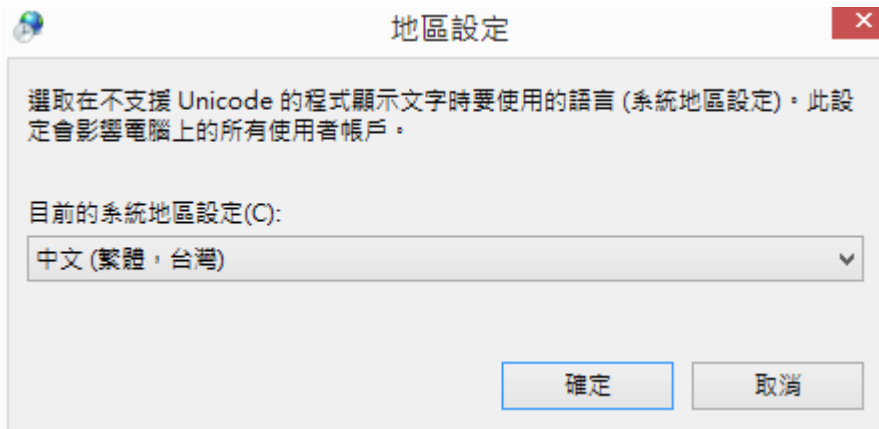 地區設定
選取在不支援 Unicode 的程式顯示文字時要使用的語言 (系統地區設定)。此設
定會影響電腦上的所有使用者帳戶。
目前的系統地區設定(C):
中文 (繁體，台灣)
確定
取消